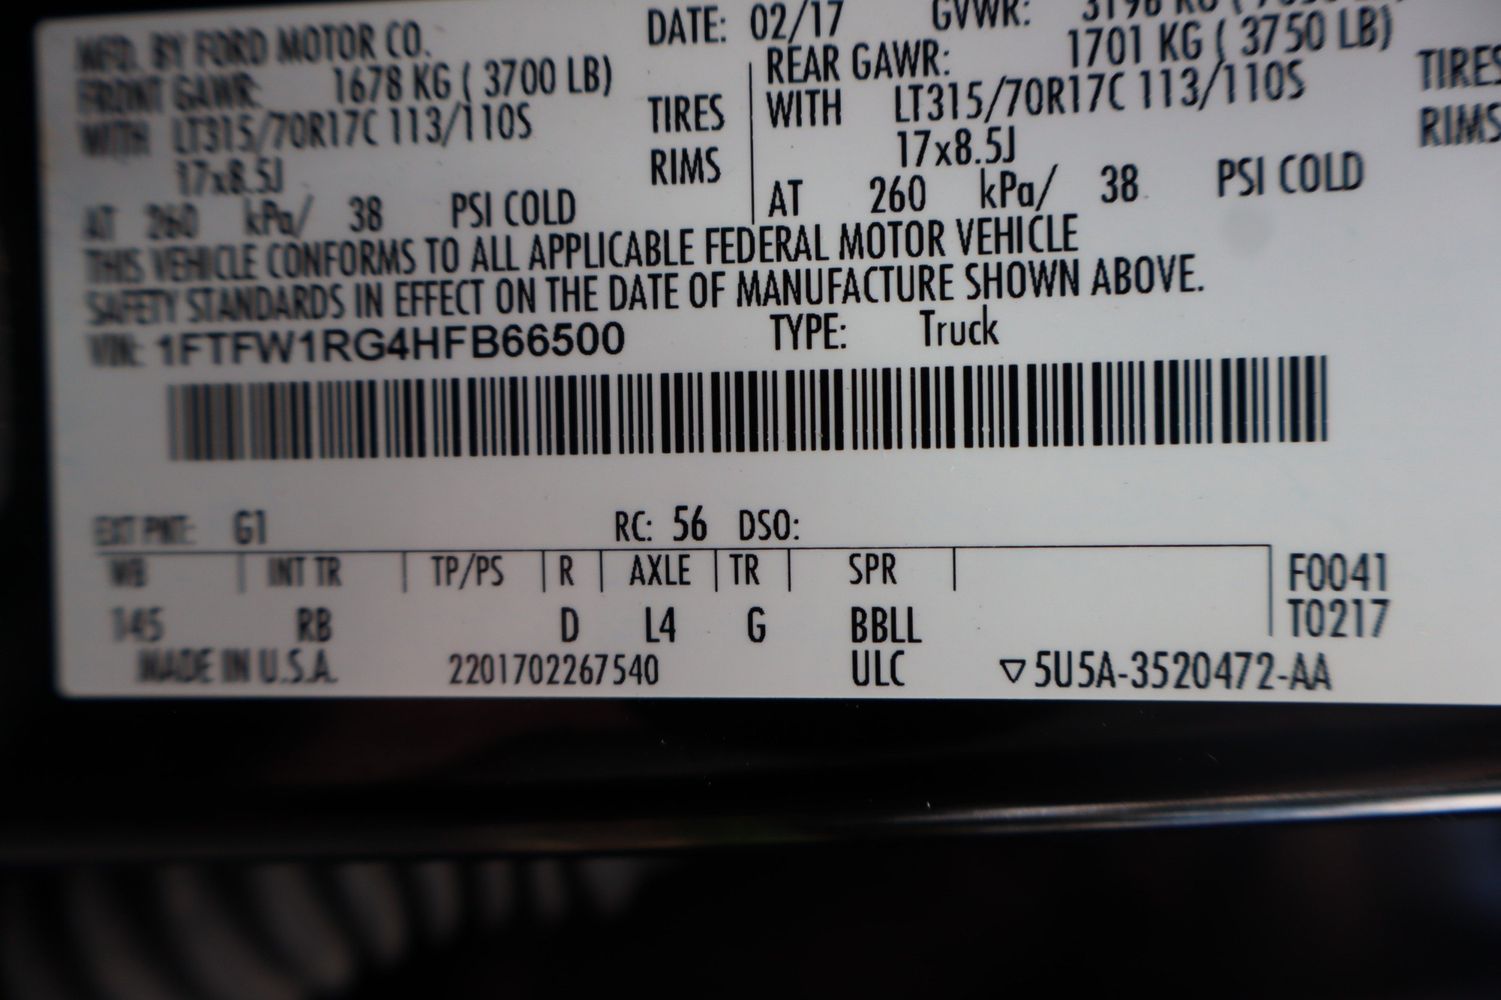 MFD. BY FORD MOTOR CO. DATE: 02/17 GVWR:
FRONT GAWR: 1678 KG ( 3700 LB) REAR GAWR: 1701 KG ( 3750 LB)
WITH LT315/70R17C 113/110S TIRES WITH LT315/70R17C 113/110S TIRES
17x8.5J RIMS 17x8.5J RIMS
AT 260 kPa/ 38 PSI COLD AT 260 kPa/ 38 PSI COLD
THIS VEHICLE CONFORMS TO ALL APPLICABLE FEDERAL MOTOR VEHICLE
SAFETY STANDARDS IN EFFECT ON THE DATE OF MANUFACTURE SHOWN ABOVE.
VIN: 1FTFW1RG4HFB66500 TYPE: Truck
EXT PNT: G1 RC: 56 DSO:
WB INT TR TP/PS R AXLE TR SPR F0041
145 RB D L4 G BBLL T0217
MADE IN U.S.A. 2201702267540 ULC ▽5U5A-3520472-AA